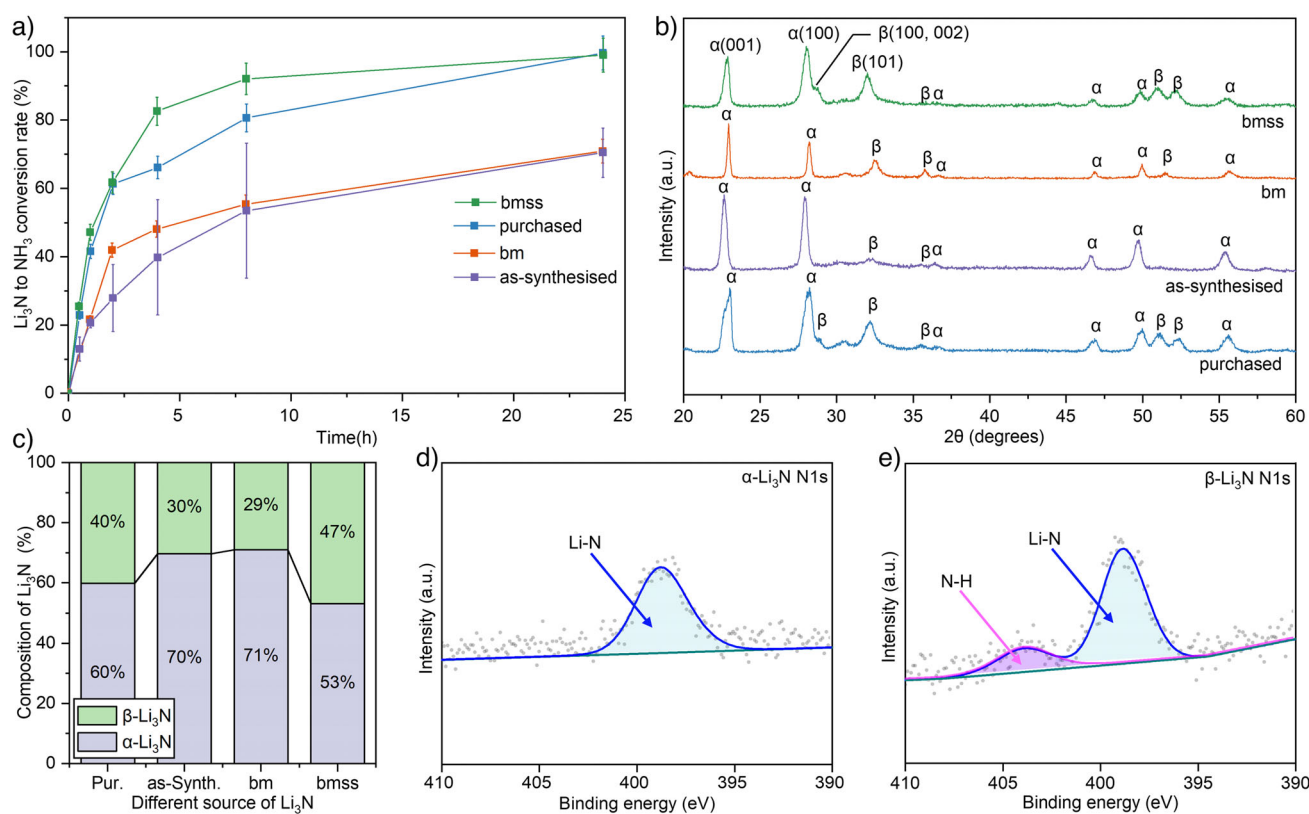 a)
Li₃N to NH₃ conversion rate (%)
100
80
60
40
20
0
0
5
10
15
20
25
Time(h)
bmss
purchased
bm
as-synthesised
b)
Intensity (a.u.)
α(001)
α(100)
β(100, 002)
β(101)
β
α
α
α
β
β
α
bmss
α
α
β
β
α
α
α
β
α
bm
α
α
β
β
α
α
α
α
as-synthesised
α
α
β
β
β
α
α
α
β
β
α
purchased
20
25
30
35
40
45
50
55
60
2θ (degrees)
c)
Composition of Li₃N (%)
100
80
60
40
20
0
40%
30%
29%
47%
60%
70%
71%
53%
β-Li₃N
α-Li₃N
Pur.
as-Synth.
bm
bmss
Different source of Li₃N
d)
α-Li₃N N1s
Li-N
Intensity (a.u.)
410
405
400
395
390
Binding energy (eV)
e)
β-Li₃N N1s
Li-N
N-H
Intensity (a.u.)
410
405
400
395
390
Binding energy (eV)